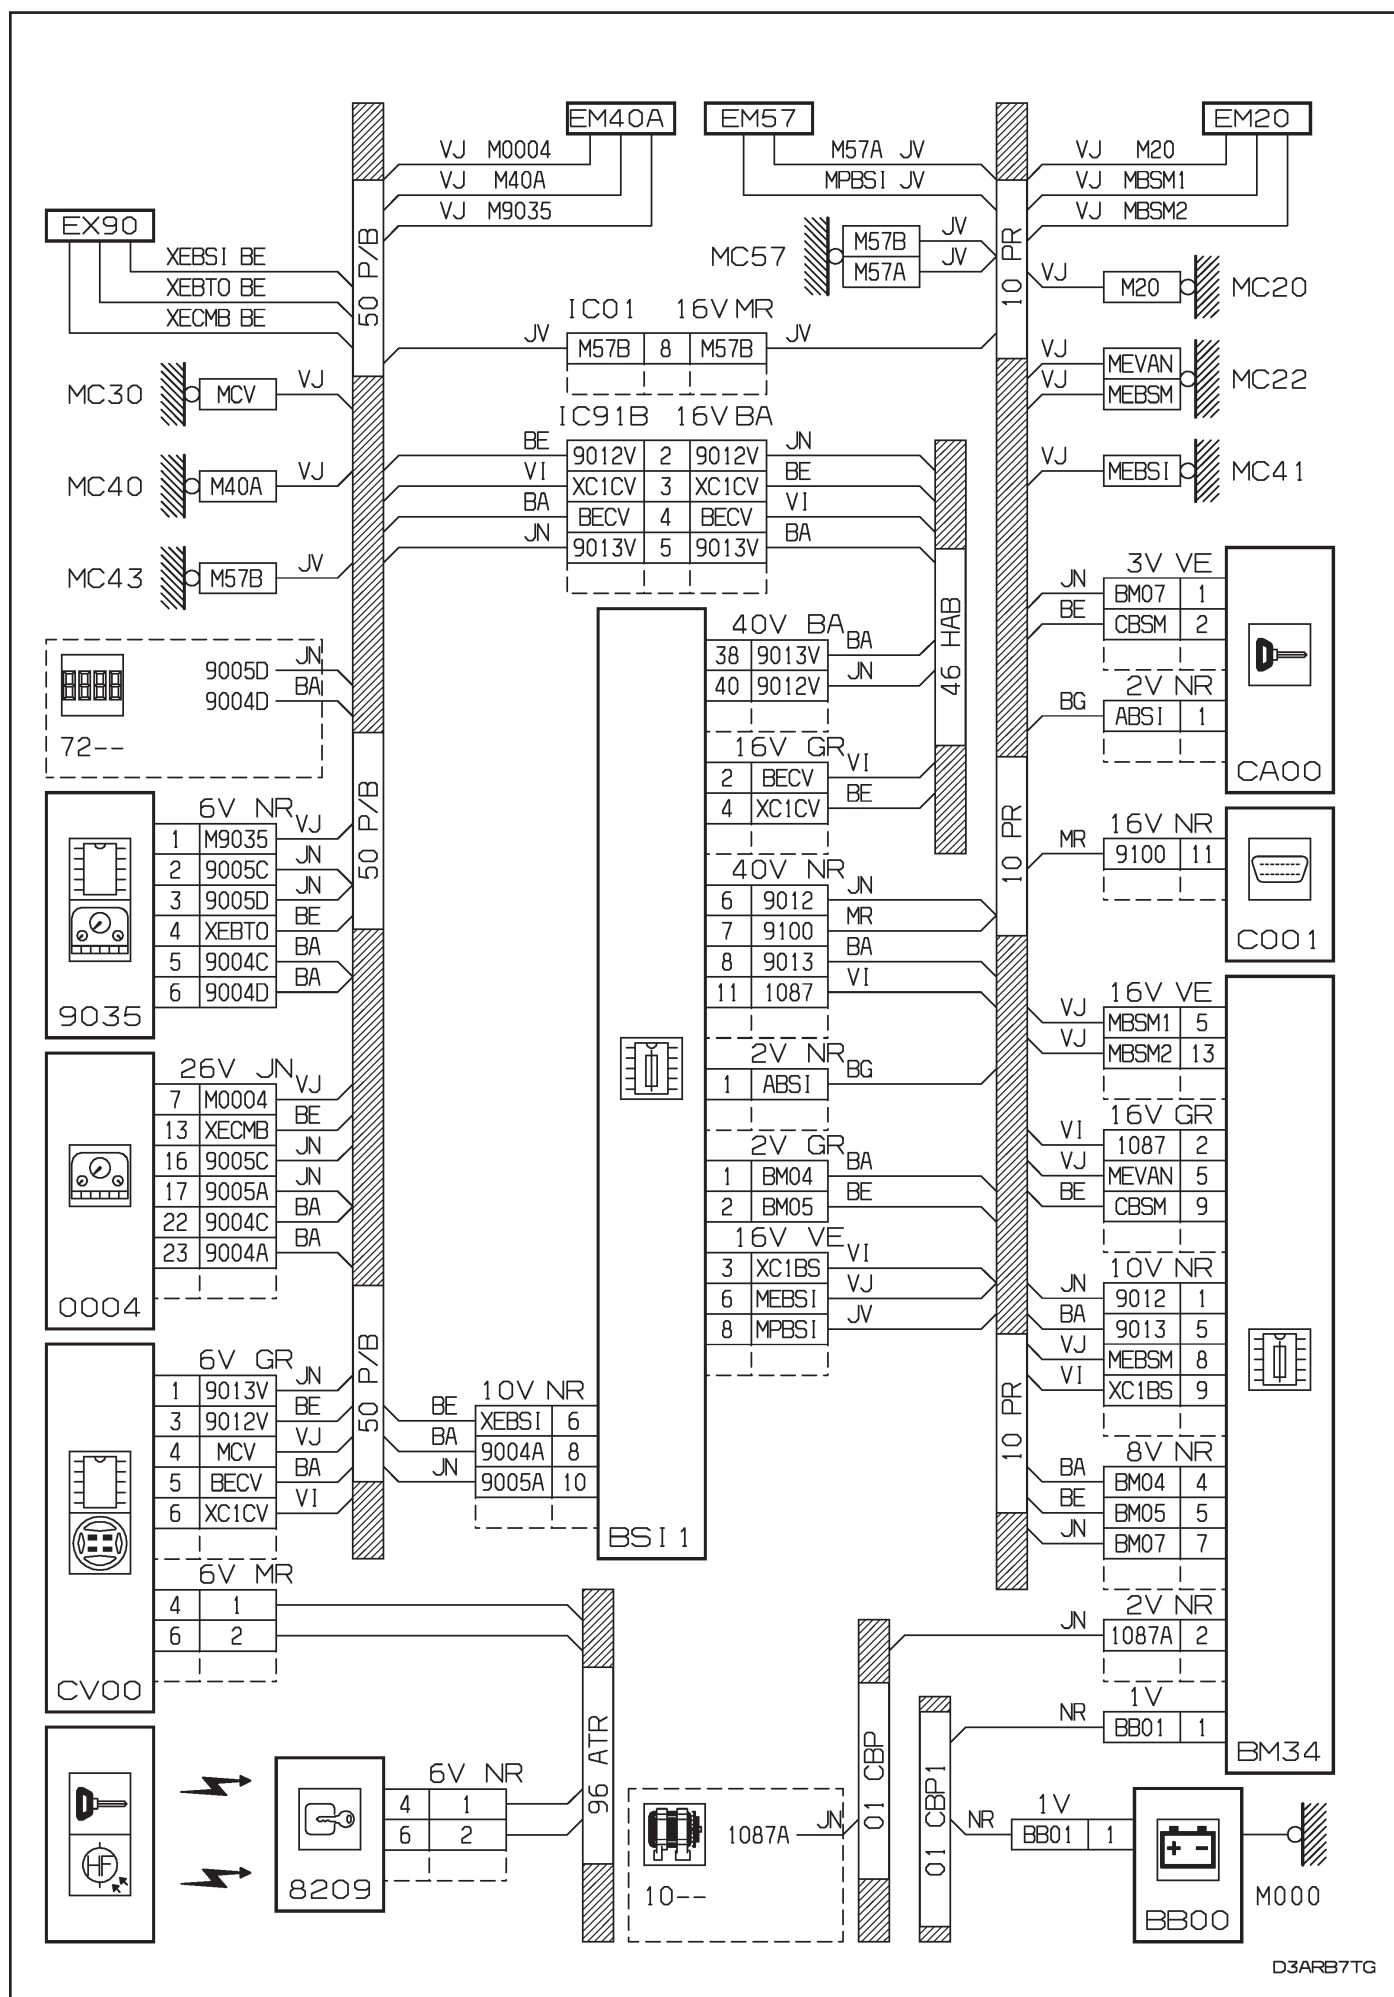 EM40A EM57 EM20
VJ M0004 M57A JV VJ M20
VJ M40A MPBSI JV VJ MBSM1
VJ M9035 VJ MBSM2
EX90
XEBSI BE
XEBTO BE
XECMB BE
50 P/B
MC57 M57B JV
M57A JV
10 PR
VJ M20 MC20
IC01 16V MR
JV M57B 8 M57B JV
VJ MEVAN MC22
VJ MEBSM
MC30 MCV VJ
IC91B 16V BA
BE 9012V 2 9012V JN
VI XC1CV 3 XC1CV BE
BA BECV 4 BECV VI
JN 9013V 5 9013V BA
MC40 M40A VJ
VJ MEBSI MC41
MC43 M57B JV
46 HAB
3V VE
JN BM07 1
BE CBSM 2
2V NR
BG ABSI 1
CA00
9005D JN
9004D BA
72--
40V BA
38 9013V BA
40 9012V JN
16V GR
2 BECV VI
4 XC1CV BE
6V NR
1 M9035 VJ
2 9005C JN
3 9005D JN
4 XEBTO BE
5 9004C BA
6 9004D BA
9035
50 P/B
40V NR
6 9012 JN
7 9100 MR
8 9013 BA
11 1087 VI
10 PR
16V NR
MR 9100 11
C001
26V JN
7 M0004 VJ
13 XECMB BE
16 9005C JN
17 9005A JN
22 9004C BA
23 9004A BA
0004
2V NR
1 ABSI BG
2V GR
1 BM04 BA
2 BM05 BE
16V VE
3 XC1BS VI
6 MEBSI VJ
8 MPBSI JV
16V VE
VJ MBSM1 5
VJ MBSM2 13
16V GR
VI 1087 2
VJ MEVAN 5
BE CBSM 9
10V NR
JN 9012 1
BA 9013 5
VJ MEBSM 8
VI XC1BS 9
10 PR
8V NR
BA BM04 4
BE BM05 5
JN BM07 7
2V NR
JN 1087A 2
1V
NR BB01 1
BM34
6V GR
1 9013V JN
3 9012V BE
4 MCV VJ
5 BECV BA
6 XC1CV VI
6V MR
4 1
6 2
CV00
50 P/B
10V NR
BE XEBSI 6
BA 9004A 8
JN 9005A 10
BSI1
HF
8209
6V NR
4 1
6 2
96 ATR
1087A JN
10--
01 CBP
01 CBP1
1V
NR BB01 1
+ -
BB00
M000
D3ARB7TG